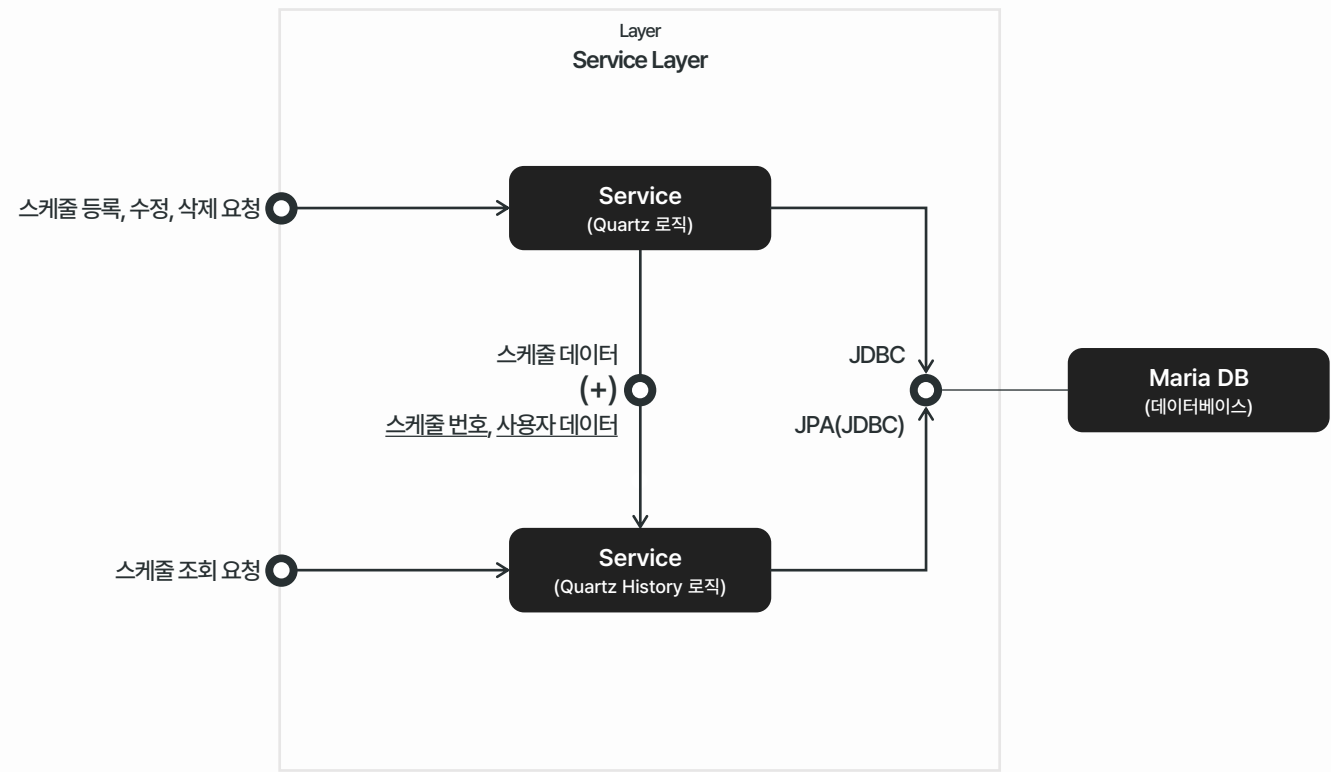 Layer
Service Layer
스케줄 등록, 수정, 삭제 요청
Service
(Quartz 로직)
스케줄 데이터
(+)
스케줄 번호, 사용자 데이터
JDBC
JPA(JDBC)
Maria DB
(데이터베이스)
스케줄 조회 요청
Service
(Quartz History 로직)